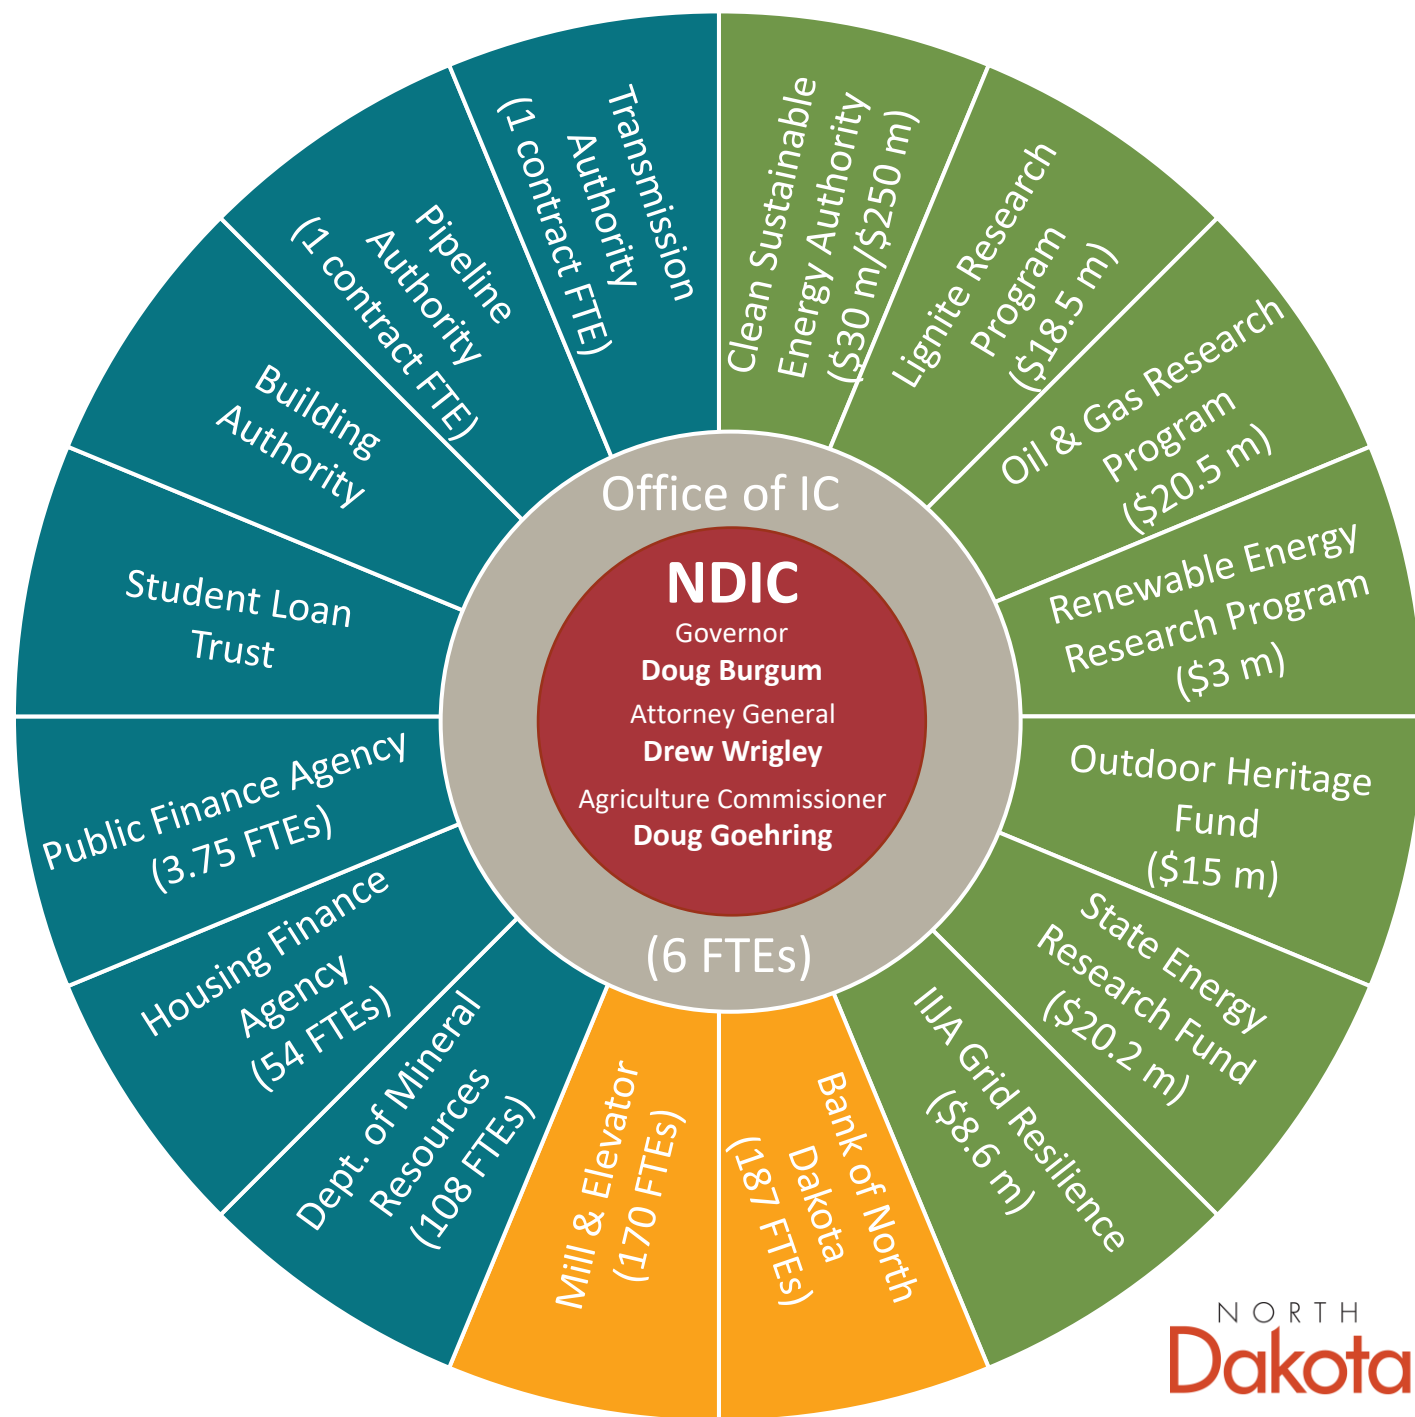 Office of IC
NDIC
Governor
Doug Burgum
Attorney General
Drew Wrigley
Agriculture Commissioner
Doug Goehring
(6 FTEs)
Clean Sustainable
Energy Authority
($30 m/$250 m)
Lignite Research
Program
($18.5 m)
Oil & Gas Research
Program
($20.5 m)
Renewable Energy
Research Program
($3 m)
Outdoor Heritage
Fund
($15 m)
State Energy
Research Fund
($20.2 m)
IIJA Grid Resilience
($8.6 m)
Bank of North
Dakota
(187 FTEs)
Mill & Elevator
(170 FTEs)
Dept. of Mineral
Resources
(108 FTEs)
Housing Finance
Agency
(54 FTEs)
Public Finance Agency
(3.75 FTEs)
Student Loan
Trust
Building
Authority
Pipeline
Authority
(1 contract FTE)
Transmission
Authority
(1 contract FTE)
NORTH
Dakota